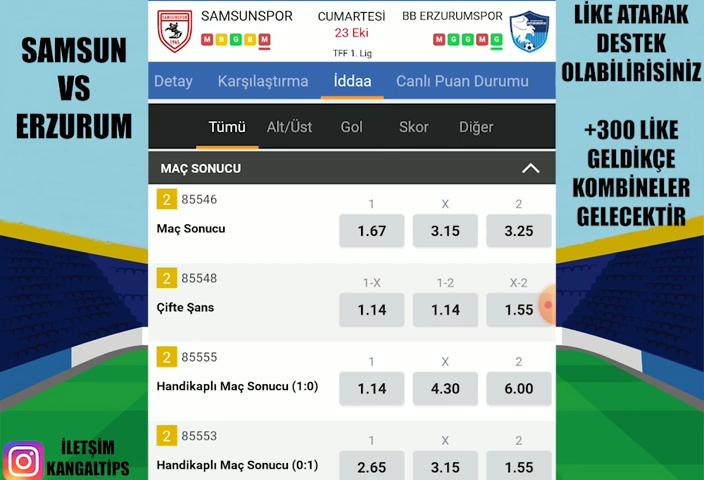 SAMSUN
VS
ERZURUM
SAMSUNSPOR
M B G B M
CUMARTESİ
23 Eki
TFF 1. Lig
BB ERZURUMSPOR
M G G M G
Detay Karşılaştırma İddaa Canlı Puan Durumu
Tümü Alt/Üst Gol Skor Diğer
MAÇ SONUCU
2 85546 1 X 2
Maç Sonucu 1.67 3.15 3.25
2 85548 1-X 1-2 X-2
Çifte Şans 1.14 1.14 1.55
2 85555 1 X 2
Handikaplı Maç Sonucu (1:0) 1.14 4.30 6.00
2 85553 1 X 2
Handikaplı Maç Sonucu (0:1) 2.65 3.15 1.55
LİKE ATARAK
DESTEK
OLABİLİRİSİNİZ
+300 LİKE
GELDİKÇE
KOMBİNELER
GELECEKTİR
İLETŞİM
KANGALTİPS